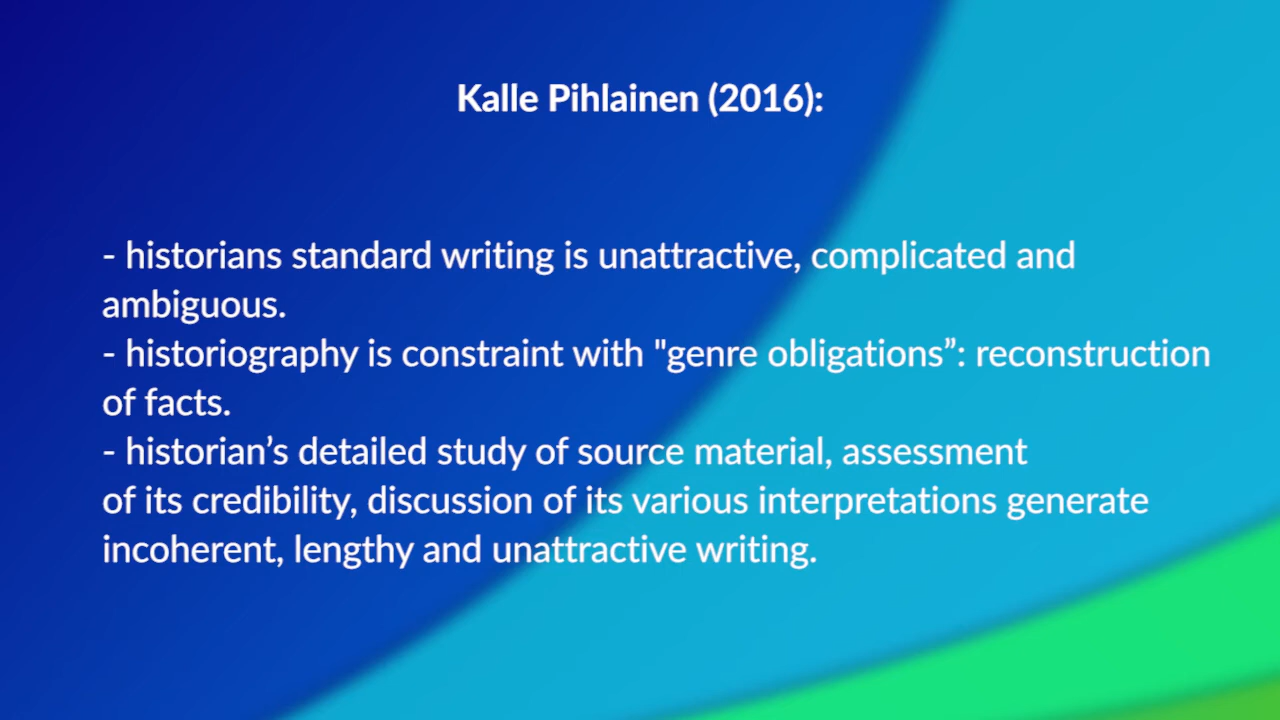 Kalle Pihlainen (2016):
- historians standard writing is unattractive, complicated and
ambiguous.
- historiography is constraint with "genre obligations”: reconstruction
of facts.
- historian’s detailed study of source material, assessment
of its credibility, discussion of its various interpretations generate
incoherent, lengthy and unattractive writing.